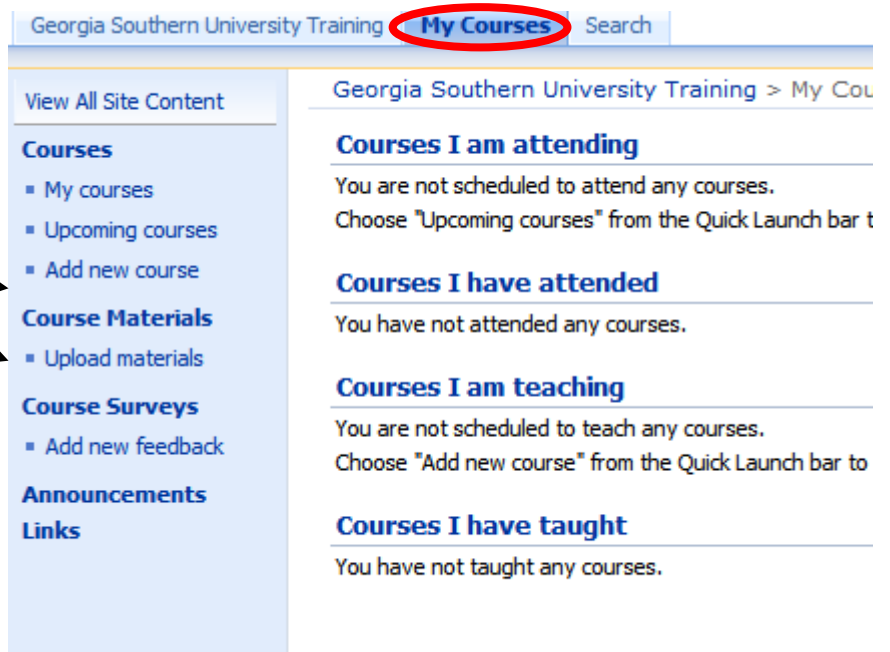 Georgia Southern University Training My Courses Search
View All Site Content
Courses
My courses
Upcoming courses
Add new course
Course Materials
Upload materials
Course Surveys
Add new feedback
Announcements
Links
Georgia Southern University Training > My Cou
Courses I am attending
You are not scheduled to attend any courses.
Choose "Upcoming courses" from the Quick Launch bar t
Courses I have attended
You have not attended any courses.
Courses I am teaching
You are not scheduled to teach any courses.
Choose "Add new course" from the Quick Launch bar to
Courses I have taught
You have not taught any courses.